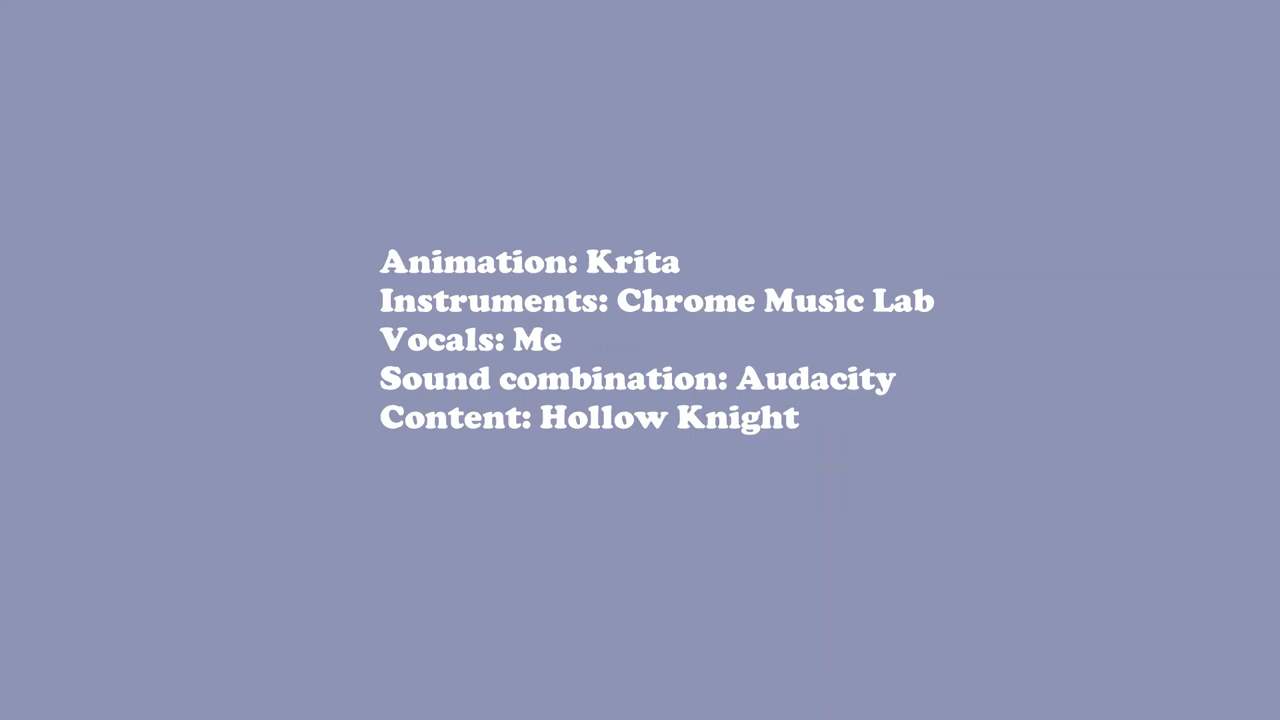 Animation: Krita
Instruments: Chrome Music Lab
Vocals: Me
Sound combination: Audacity
Content: Hollow Knight